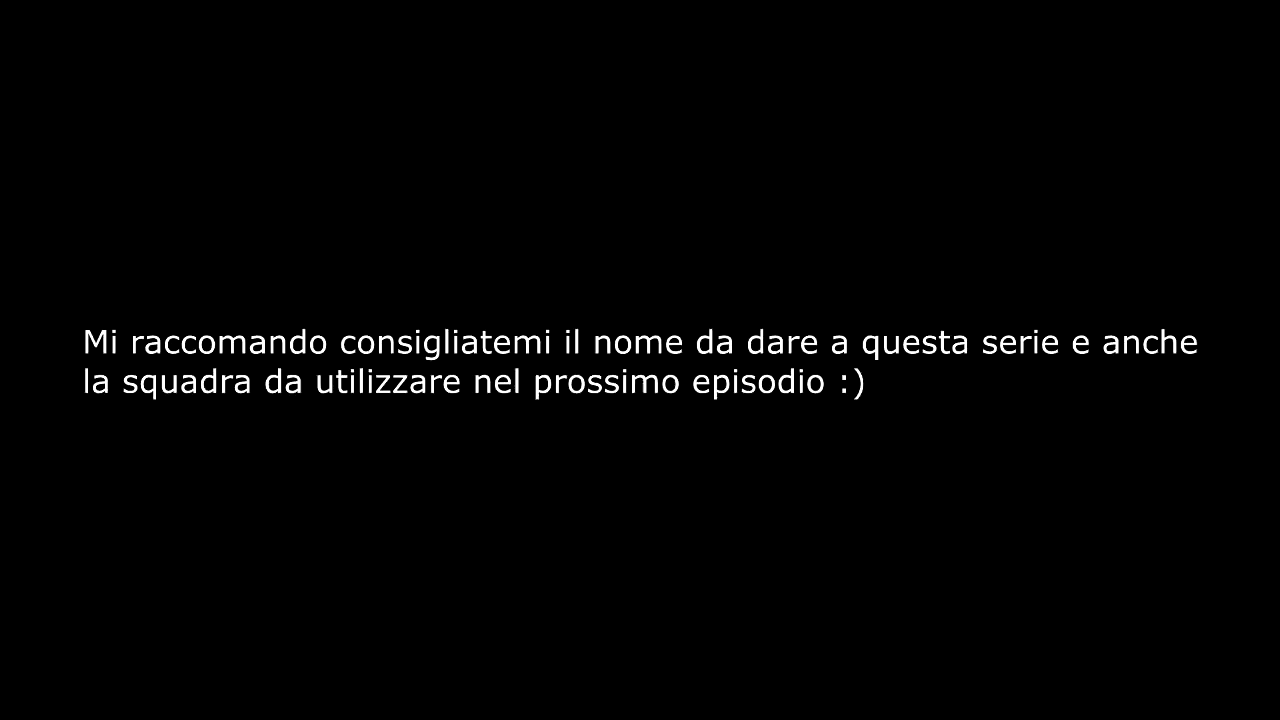 Mi raccomando consigliatemi il nome da dare a questa serie e anche
la squadra da utilizzare nel prossimo episodio :)